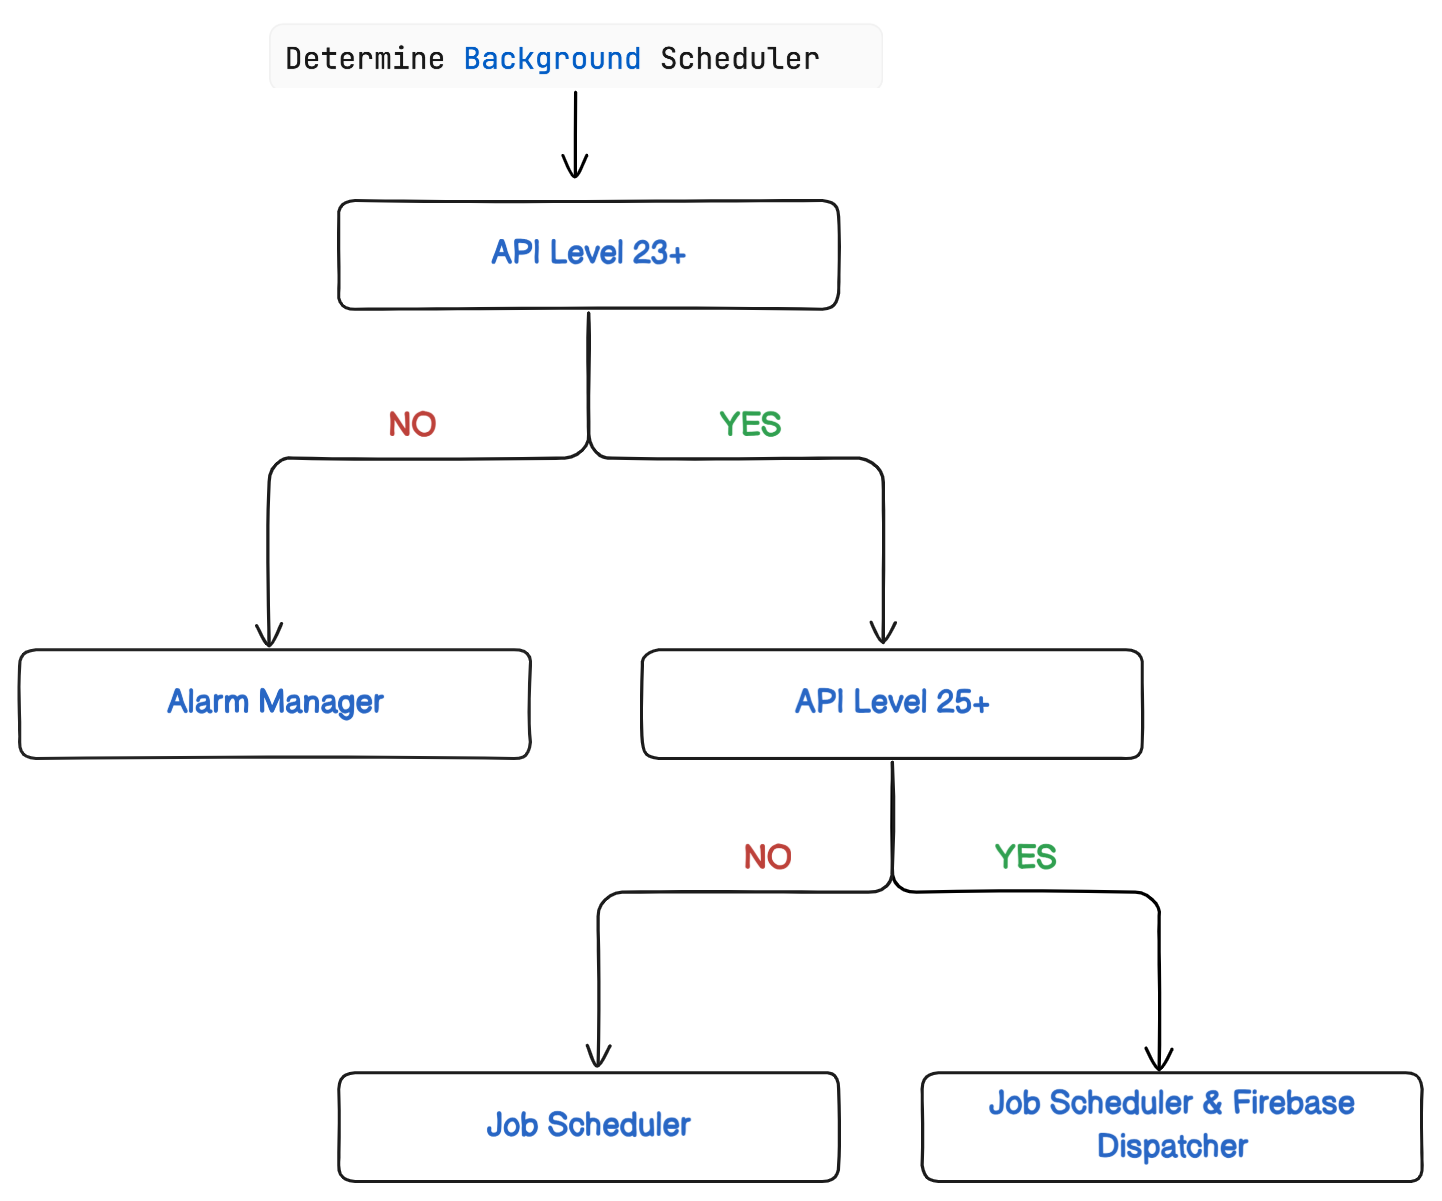 Determine Background Scheduler
API Level 23+
NO
YES
Alarm Manager
API Level 25+
NO
YES
Job Scheduler
Job Scheduler & Firebase
Dispatcher